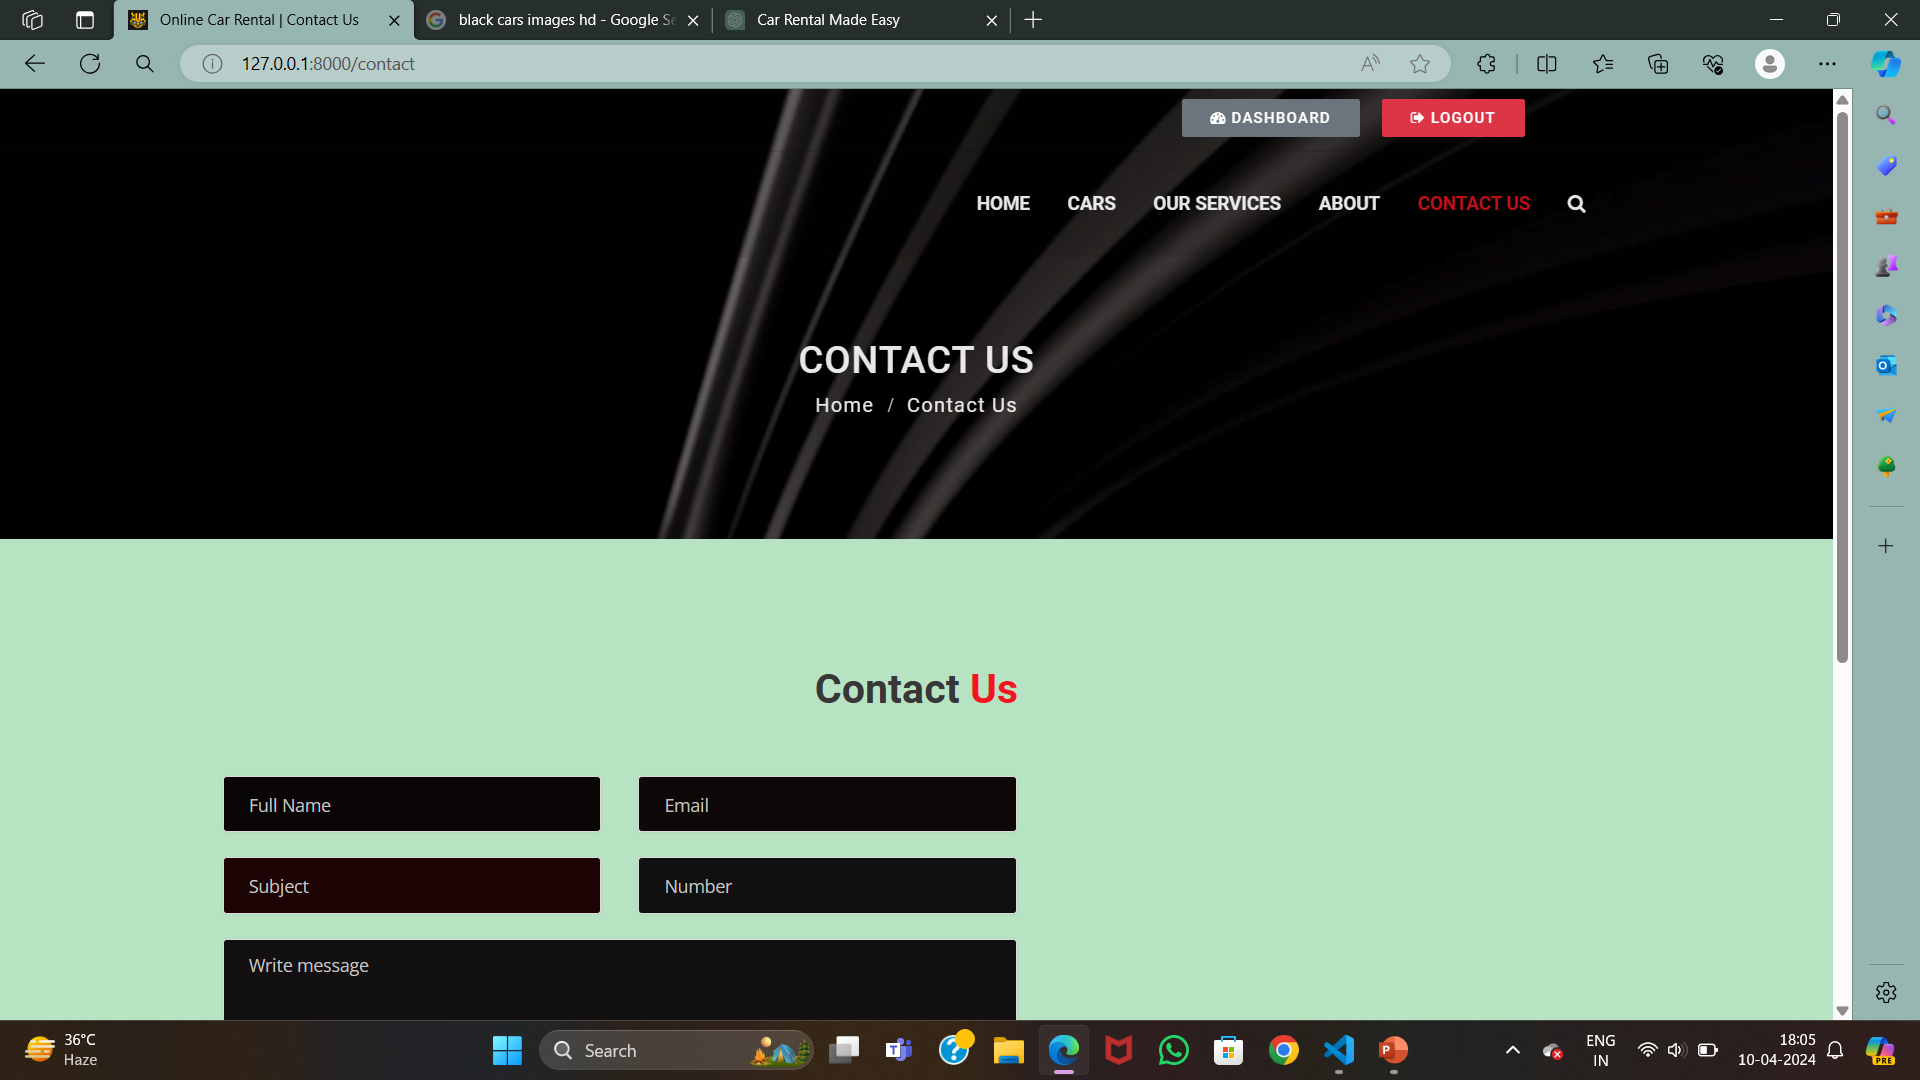 Online Car Rental | Contact Us
black cars images hd - Google Se
Car Rental Made Easy
127.0.0.1:8000/contact
DASHBOARD
LOGOUT
HOME CARS OUR SERVICES ABOUT CONTACT US
CONTACT US
Home / Contact Us
Contact Us
Full Name
Email
Subject
Number
Write message
36°C
Haze
Search
ENG
IN
18:05
10-04-2024
PRE